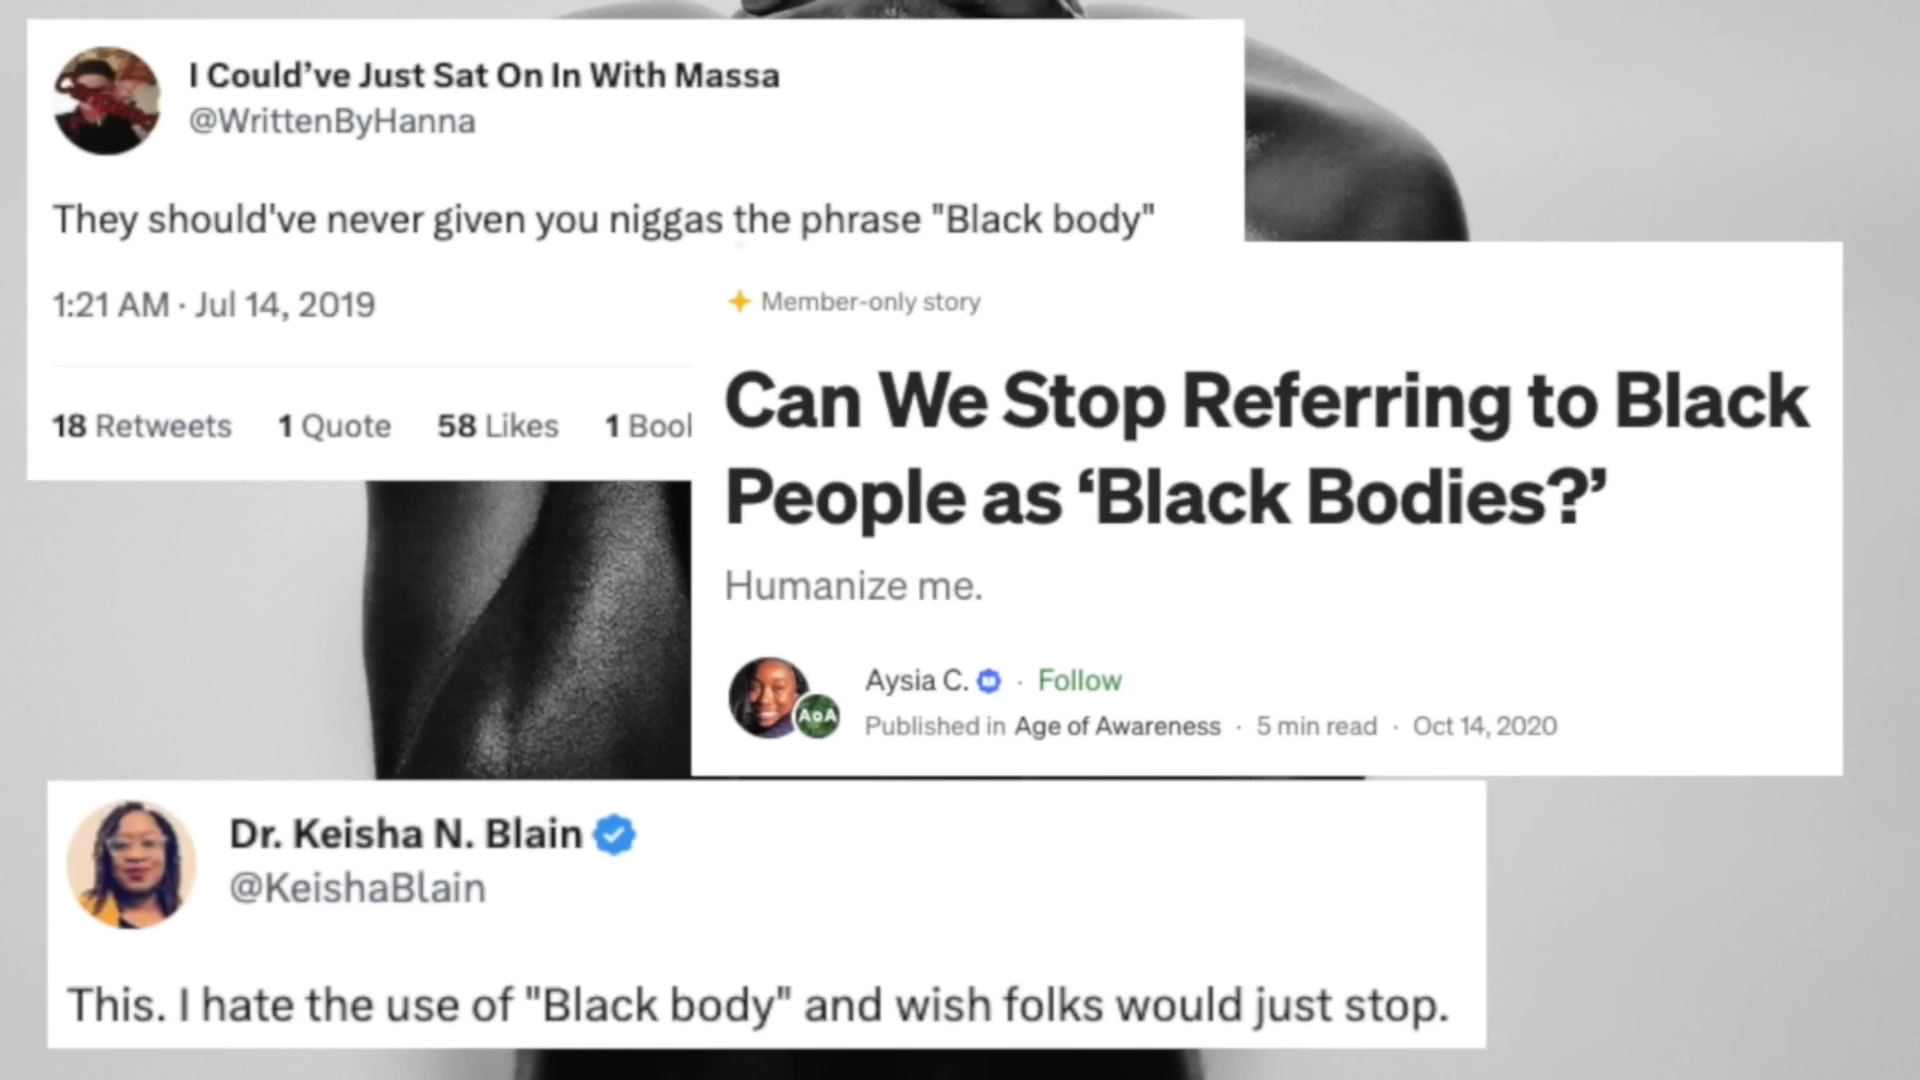 I Could’ve Just Sat On In With Massa
@WrittenByHanna
They should've never given you niggas the phrase "Black body"
1:21 AM · Jul 14, 2019
18 Retweets 1 Quote 58 Likes 1 Bool
Member-only story
Can We Stop Referring to Black
People as ‘Black Bodies?’
Humanize me.
Aysia C. · Follow
AoA
Published in Age of Awareness · 5 min read · Oct 14, 2020
Dr. Keisha N. Blain
@KeishaBlain
This. I hate the use of "Black body" and wish folks would just stop.